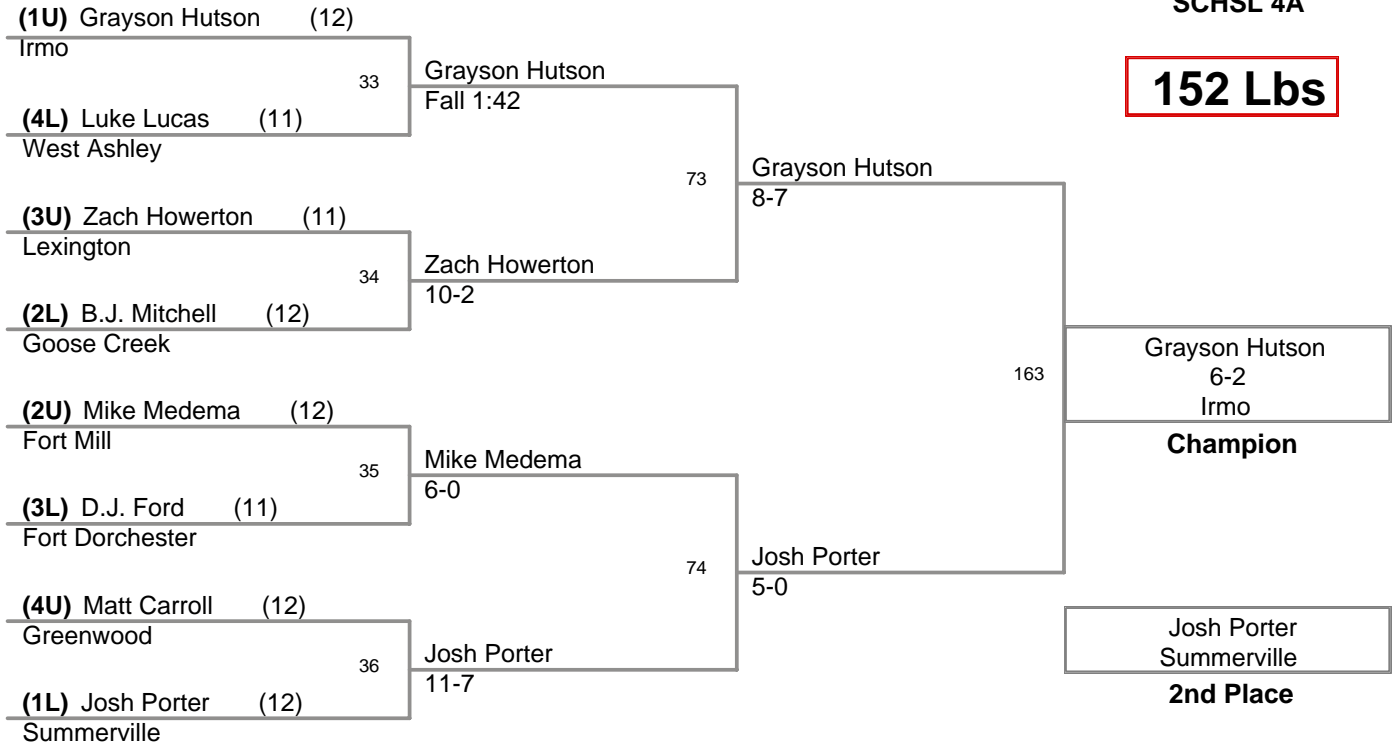 SCHSL 4A
152 Lbs
(1U) Grayson Hutson (12)
Irmo
33
(4L) Luke Lucas (11)
West Ashley
Grayson Hutson
Fall 1:42
(3U) Zach Howerton (11)
Lexington
34
(2L) B.J. Mitchell (12)
Goose Creek
Zach Howerton
10-2
73
Grayson Hutson
8-7
(2U) Mike Medema (12)
Fort Mill
35
(3L) D.J. Ford (11)
Fort Dorchester
Mike Medema
6-0
(4U) Matt Carroll (12)
Greenwood
36
(1L) Josh Porter (12)
Summerville
Josh Porter
11-7
74
Josh Porter
5-0
163
Grayson Hutson
6-2
Irmo
Champion
Josh Porter
Summerville
2nd Place